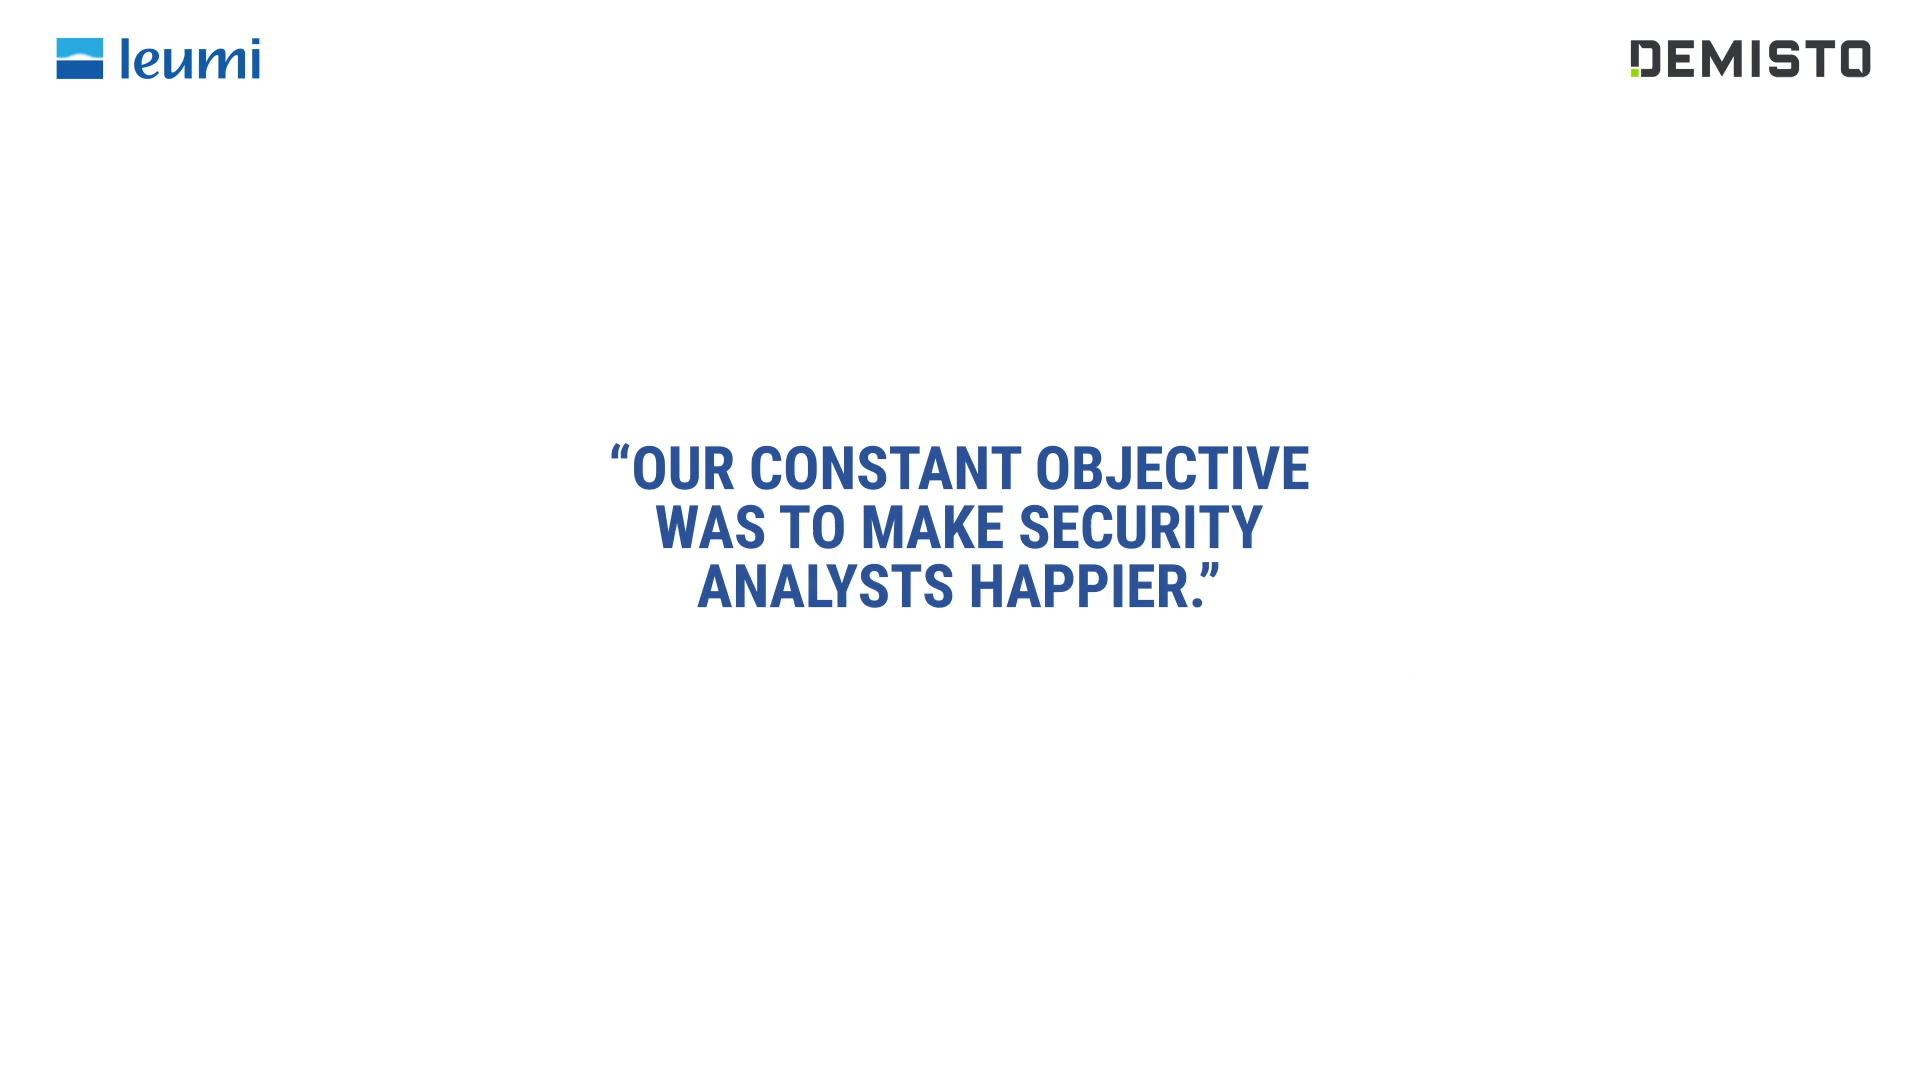 leumi
DEMISTO
“OUR CONSTANT OBJECTIVE
WAS TO MAKE SECURITY
ANALYSTS HAPPIER.”